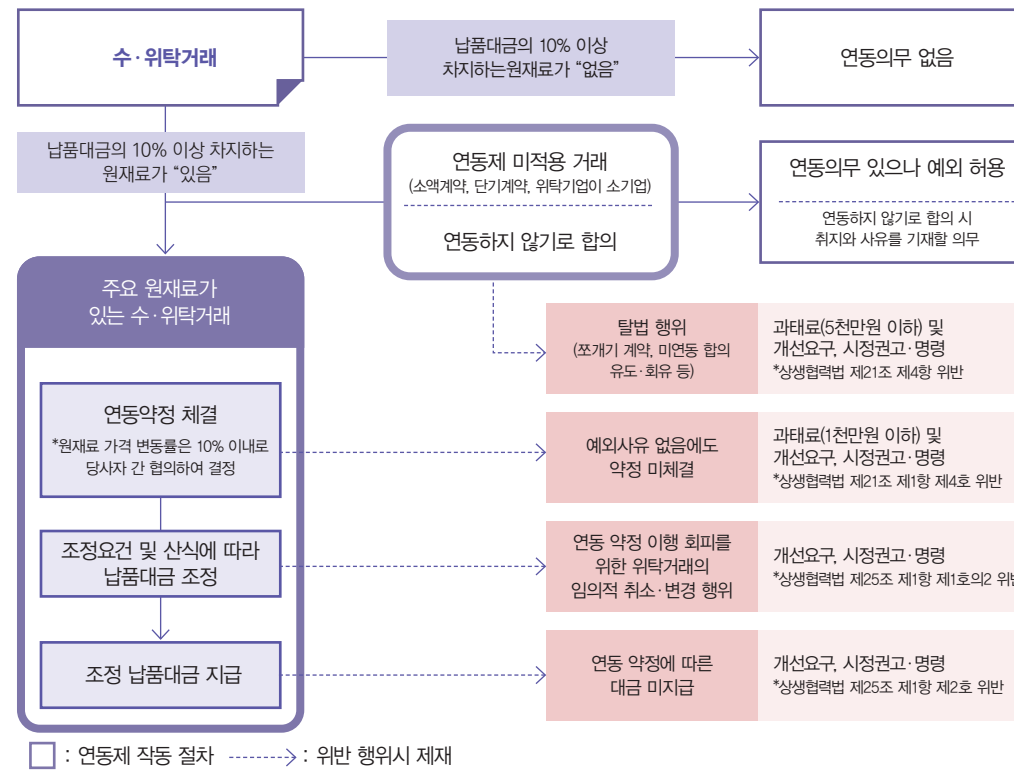 수·위탁거래
납품대금의 10% 이상
차지하는원재료가 “없음”
연동의무 없음
납품대금의 10% 이상 차지하는
원재료가 “있음”
연동제 미적용 거래
(소액계약, 단기계약, 위탁기업이 소기업)
연동하지 않기로 합의
연동의무 있으나 예외 허용
연동하지 않기로 합의 시
취지와 사유를 기재할 의무
주요 원재료가
있는 수·위탁거래
탈법 행위
(쪼개기 계약, 미연동 합의
유도·회유 등)
과태료(5천만원 이하) 및
개선요구, 시정권고·명령
*상생협력법 제21조 제4항 위반
연동약정 체결
*원재료 가격 변동률은 10% 이내로
당사자 간 협의하여 결정
예외사유 없음에도
약정 미체결
과태료(1천만원 이하) 및
개선요구, 시정권고·명령
*상생협력법 제21조 제1항 제4호 위반
조정요건 및 산식에 따라
납품대금 조정
연동 약정 이행 회피를
위한 위탁거래의
임의적 취소·변경 행위
개선요구, 시정권고·명령
*상생협력법 제25조 제1항 제1호의2 위반
조정 납품대금 지급
연동 약정에 따른
대금 미지급
개선요구, 시정권고·명령
*상생협력법 제25조 제1항 제2호 위반
: 연동제 작동 절차
: 위반 행위시 제재